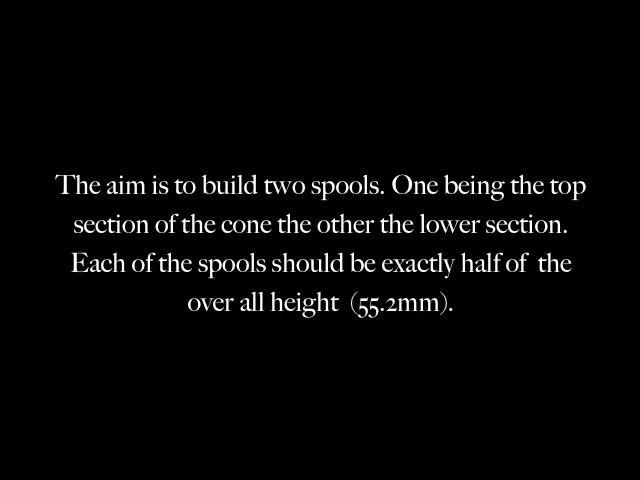 The aim is to build two spools. One being the top
section of the cone the other the lower section.
Each of the spools should be exactly half of  the
over all height  (55.2mm).